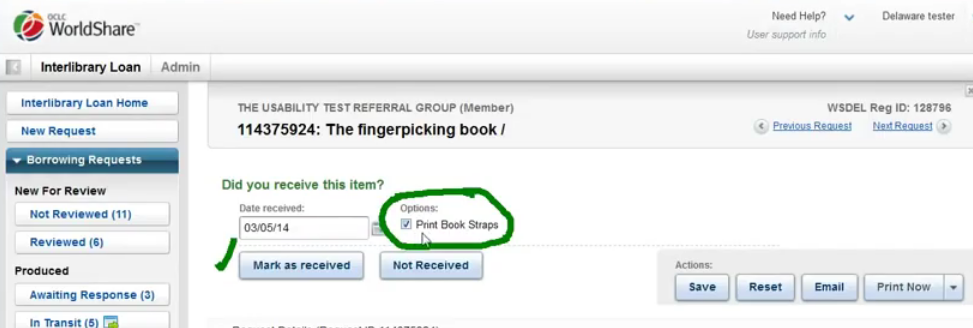 OCLC
WorldShare™
Need Help?
Delaware tester
User support info
Interlibrary Loan
Admin
Interlibrary Loan Home
New Request
Borrowing Requests
New For Review
Not Reviewed (11)
Reviewed (6)
Produced
Awaiting Response (3)
In Transit (5)
THE USABILITY TEST REFERRAL GROUP (Member)
WSDEL Reg ID: 128796
114375924: The fingerpicking book /
Previous Request
Next Request
Did you receive this item?
Date received:
Options:
03/05/14
Print Book Straps
Mark as received
Not Received
Actions:
Save
Reset
Email
Print Now